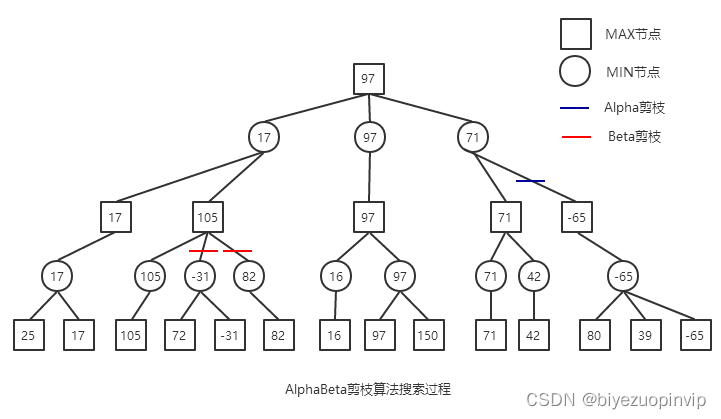 MAX节点
MIN节点
Alpha剪枝
Beta剪枝
97
17 97 71
17 105 97 71 -65
17 105 -31 82 16 97 71 42 -65
25 17 105 72 -31 82 16 97 150 71 42 80 39 -65
AlphaBeta剪枝算法搜索过程
CSDN @biyezuopinvip